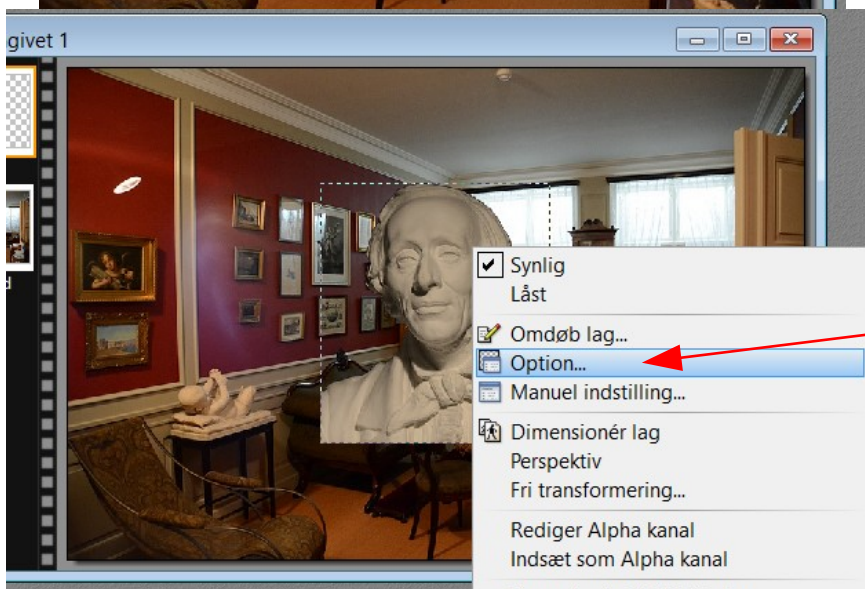 givet 1
Synlig
Låst
Omdøb lag...
Option...
Manuel indstilling...
Dimensionér lag
Perspektiv
Fri transformering...
Rediger Alpha kanal
Indsæt som Alpha kanal